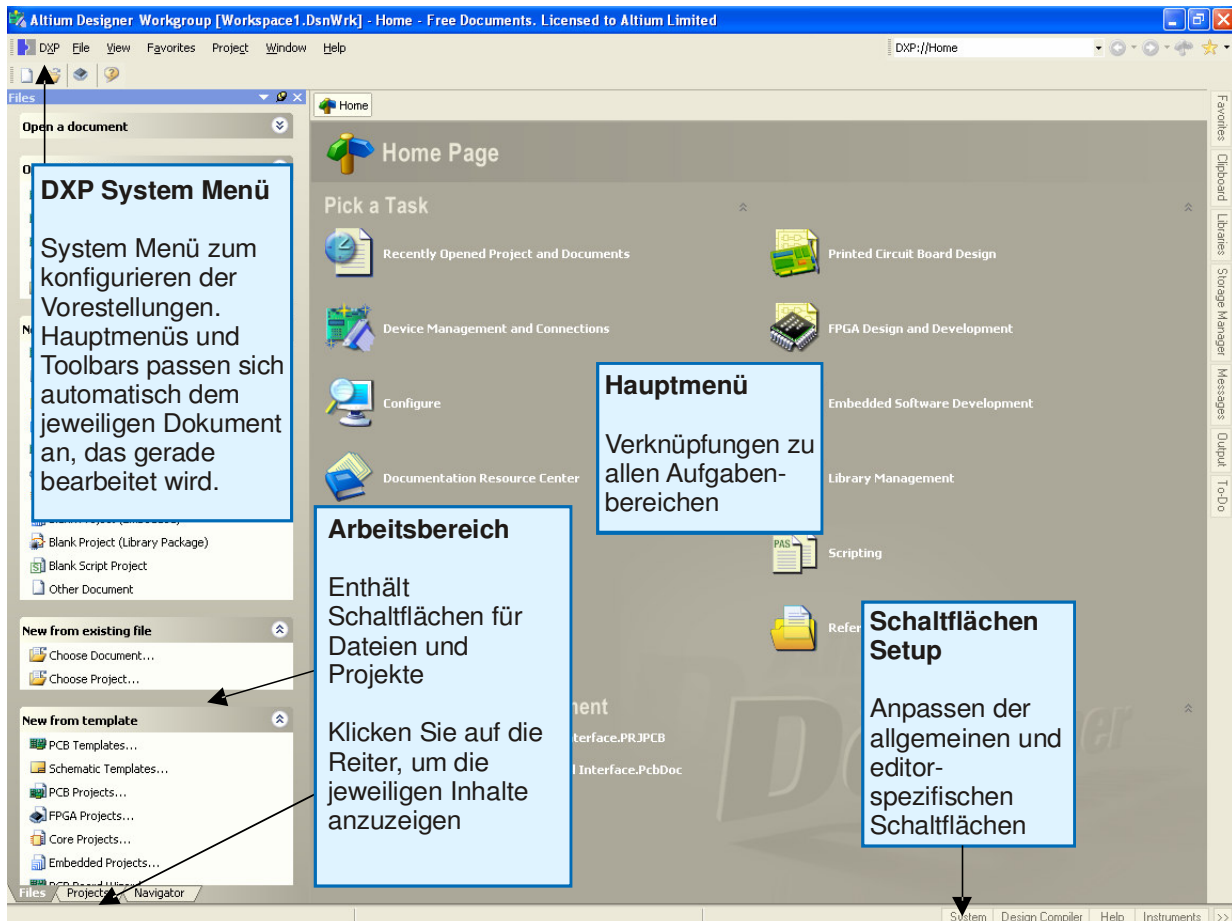 Altium Designer Workgroup [Workspace1.DsnWrk] - Home - Free Documents. Licensed to Altium Limited
DXP File View Favorites Project Window Help
DXP://Home
Files
Home
Open a document
Home Page
Pick a Task
Recently Opened Project and Documents
Printed Circuit Board Design
Device Management and Connections
FPGA Design and Development
Configure
Embedded Software Development
Documentation Resource Center
Library Management
Scripting
DXP System Menü
System Menü zum
konfigurieren der
Vorestellungen.
Hauptmenüs und
Toolbars passen sich
automatisch dem
jeweiligen Dokument
an, das gerade
bearbeitet wird.
Hauptmenü
Verknüpfungen zu
allen Aufgaben-
bereichen
Arbeitsbereich
Enthält
Schaltflächen für
Dateien und
Projekte
Klicken Sie auf die
Reiter, um die
jeweiligen Inhalte
anzuzeigen
Schaltflächen
Setup
Anpassen der
allgemeinen und
editor-
spezifischen
Schaltflächen
Blank Project (Library Package)
Blank Script Project
Other Document
New from existing file
Choose Document...
Choose Project...
New from template
PCB Templates...
Schematic Templates...
PCB Projects...
FPGA Projects...
Core Projects...
Embedded Projects...
terface.PRJPCB
Interface.PcbDoc
Files Projects Navigator
Favorites
Clipboard
Libraries
Storage Manager
Messages
Output
To-Do
System Design Compiler Help Instruments >>